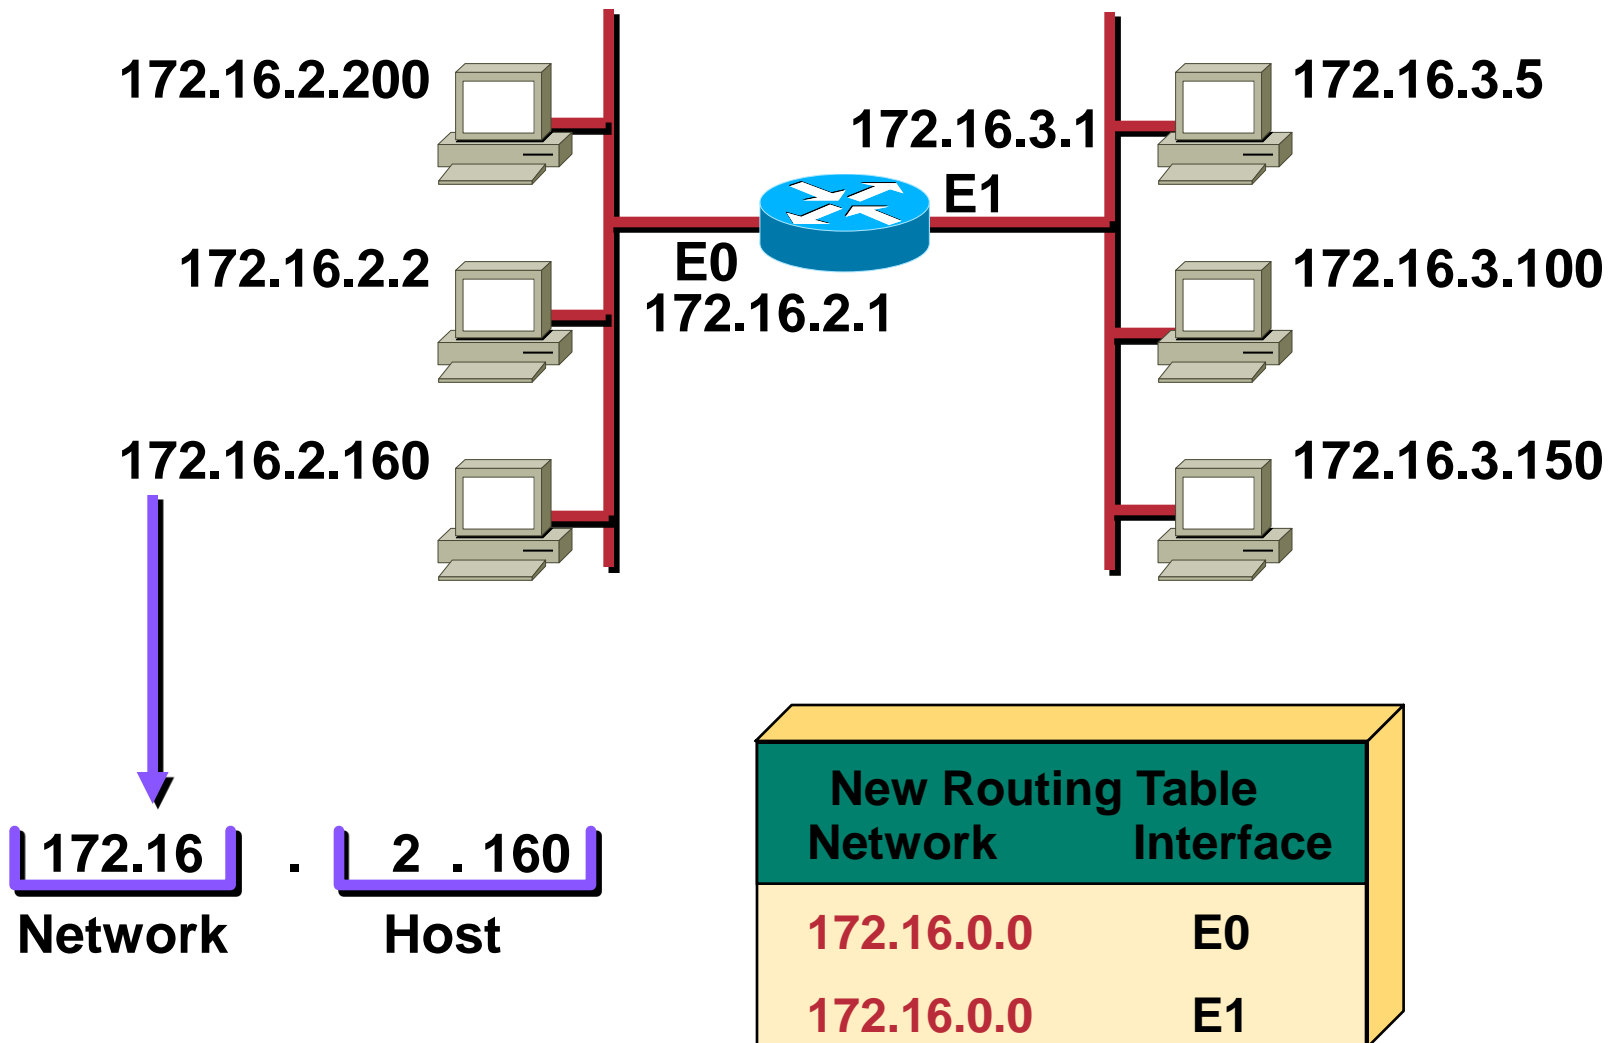 172.16.2.200
172.16.3.5
172.16.3.1
E1
172.16.2.2
E0
172.16.2.1
172.16.3.100
172.16.2.160
172.16.3.150
172.16 . 2 . 160
Network Host
New Routing Table
Network Interface
172.16.0.0 E0
172.16.0.0 E1